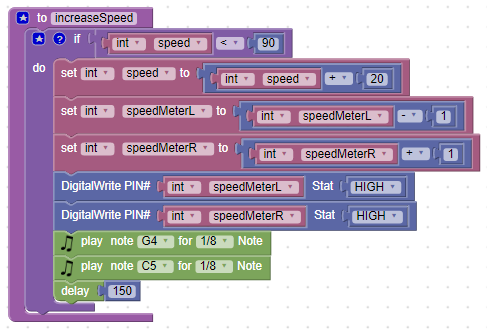 to increaseSpeed
? if int speed < 90
do set int speed to int speed + 20
set int speedMeterL to int speedMeterL - 1
set int speedMeterR to int speedMeterR + 1
DigitalWrite PIN# int speedMeterL Stat HIGH
DigitalWrite PIN# int speedMeterR Stat HIGH
play note G4 for 1/8 Note
play note C5 for 1/8 Note
delay 150